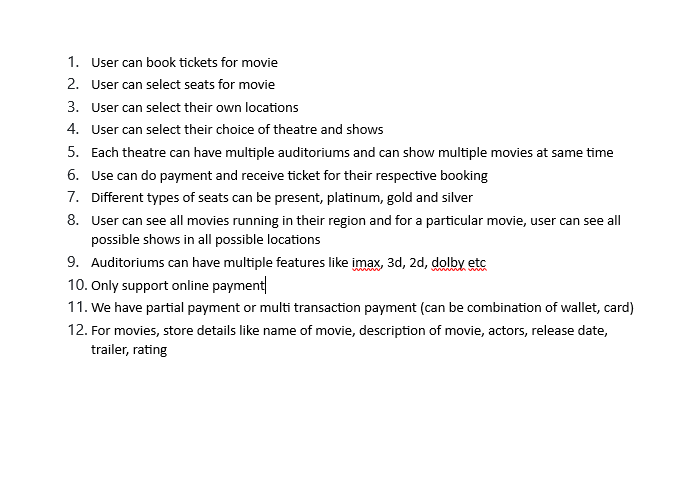 1. User can book tickets for movie
2. User can select seats for movie
3. User can select their own locations
4. User can select their choice of theatre and shows
5. Each theatre can have multiple auditoriums and can show multiple movies at same time
6. Use can do payment and receive ticket for their respective booking
7. Different types of seats can be present, platinum, gold and silver
8. User can see all movies running in their region and for a particular movie, user can see all
possible shows in all possible locations
9. Auditoriums can have multiple features like imax, 3d, 2d, dolby etc
10. Only support online payment
11. We have partial payment or multi transaction payment (can be combination of wallet, card)
12. For movies, store details like name of movie, description of movie, actors, release date,
trailer, rating